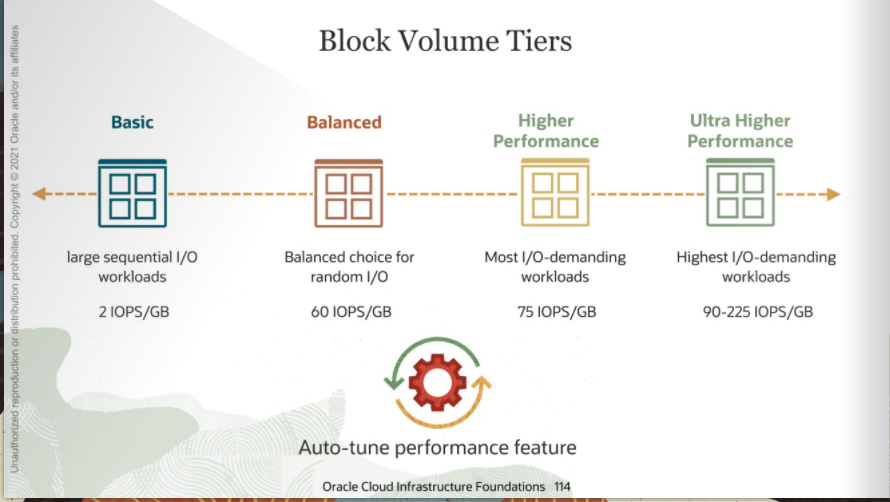 Block Volume Tiers
Basic
large sequential I/O
workloads
2 IOPS/GB
Balanced
Balanced choice for
random I/O
60 IOPS/GB
Higher
Performance
Most I/O-demanding
workloads
75 IOPS/GB
Ultra Higher
Performance
Highest I/O-demanding
workloads
90-225 IOPS/GB
Auto-tune performance feature
Oracle Cloud Infrastructure Foundations 114
Unauthorized reproduction or distribution prohibited. Copyright © 2021 Oracle and/or its affiliates